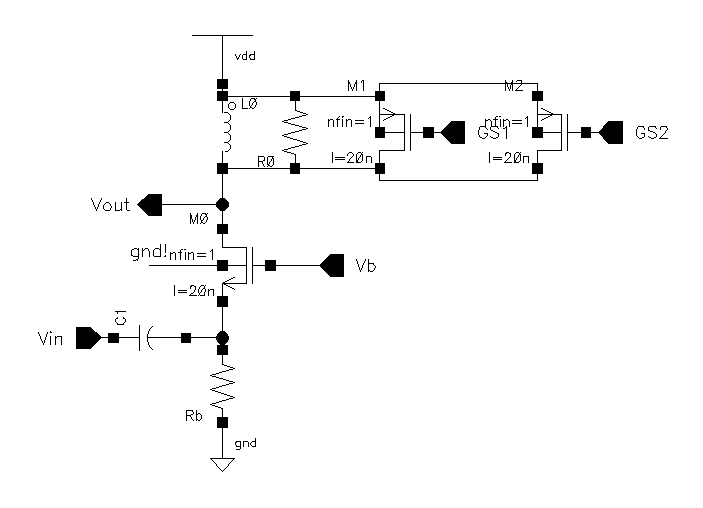 vdd
M1
M2
LØ
nfin=1
GS1
nfin=1
GS2
RØ
l=2Øn
l=2Øn
Vout
MØ
gnd!
nfin=1
Vb
l=2Øn
C1
Vin
Rb
gnd